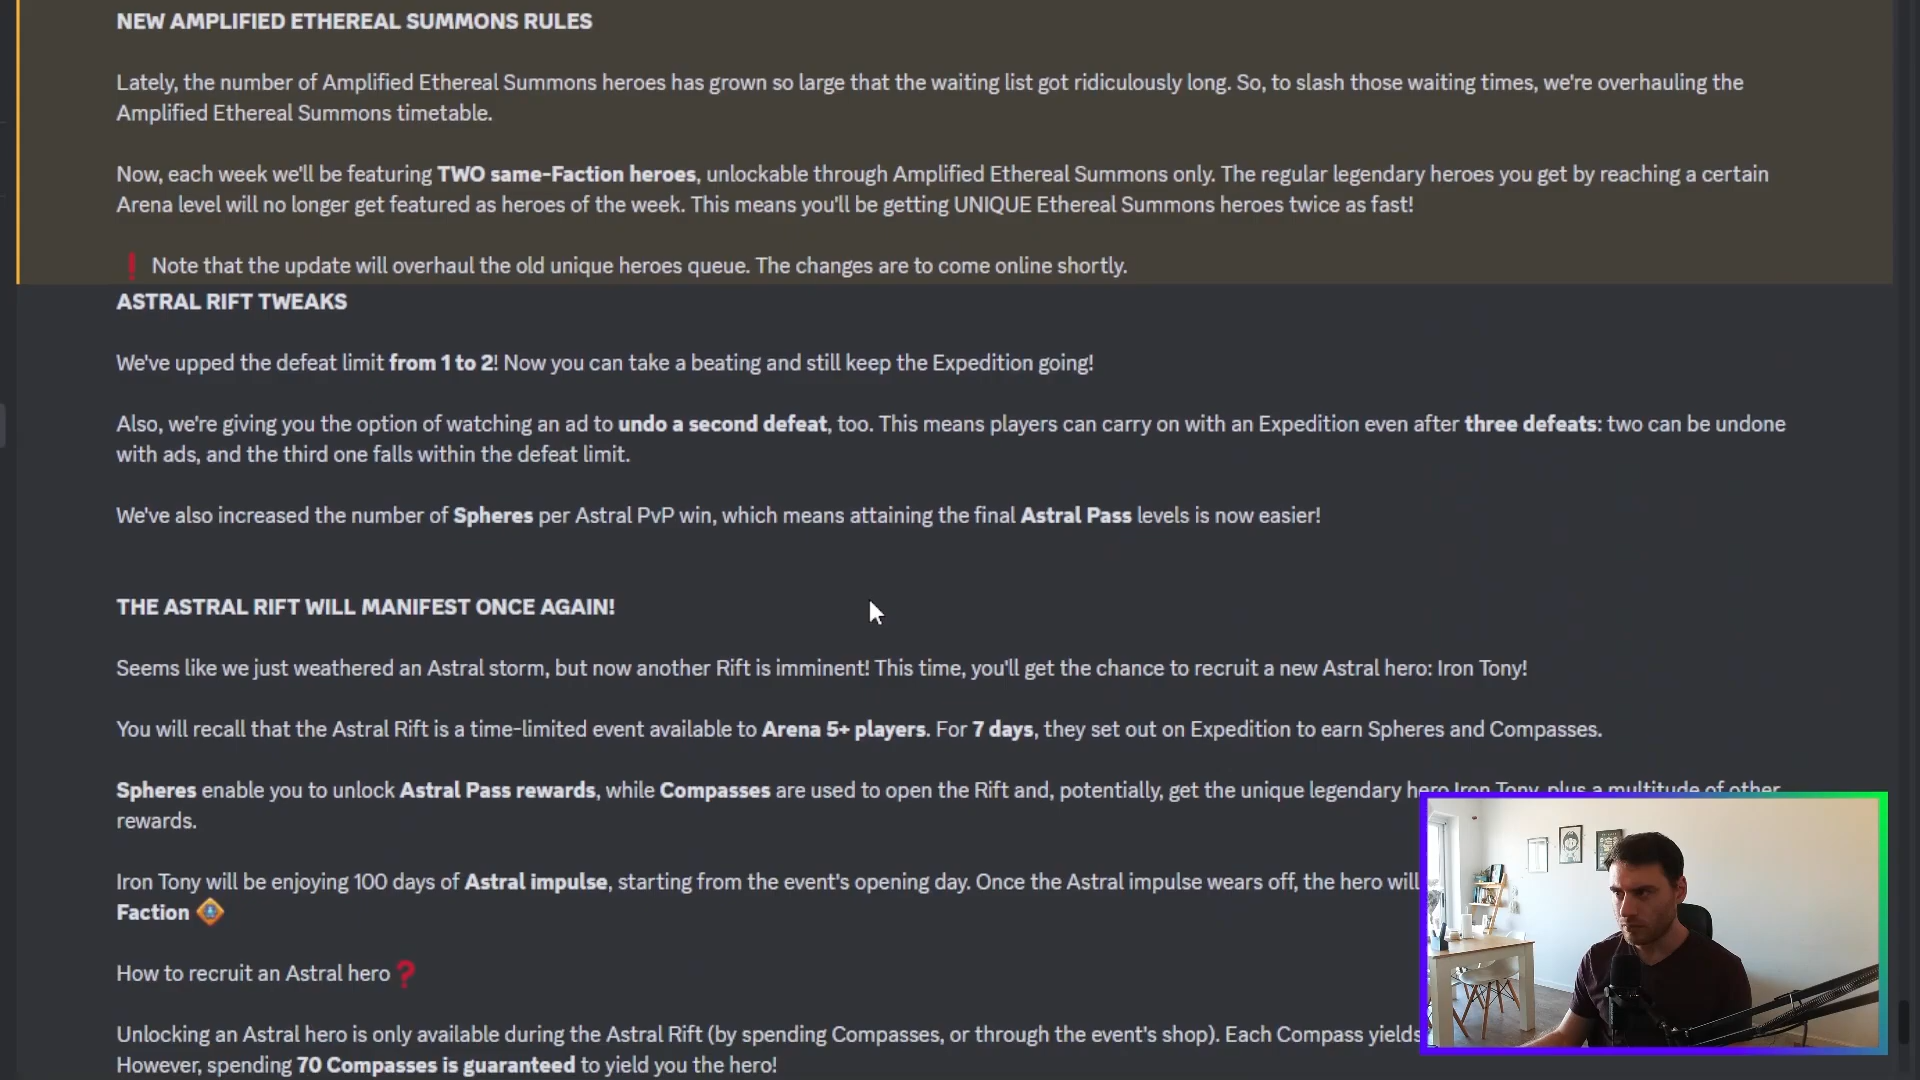 NEW AMPLIFIED ETHEREAL SUMMONS RULES
Lately, the number of Amplified Ethereal Summons heroes has grown so large that the waiting list got ridiculously long. So, to slash those waiting times, we're overhauling the
Amplified Ethereal Summons timetable.
Now, each week we'll be featuring TWO same-Faction heroes, unlockable through Amplified Ethereal Summons only. The regular legendary heroes you get by reaching a certain
Arena level will no longer get featured as heroes of the week. This means you'll be getting UNIQUE Ethereal Summons heroes twice as fast!
❗ Note that the update will overhaul the old unique heroes queue. The changes are to come online shortly.
ASTRAL RIFT TWEAKS
We've upped the defeat limit from 1 to 2! Now you can take a beating and still keep the Expedition going!
Also, we're giving you the option of watching an ad to undo a second defeat, too. This means players can carry on with an Expedition even after three defeats: two can be undone
with ads, and the third one falls within the defeat limit.
We've also increased the number of Spheres per Astral PvP win, which means attaining the final Astral Pass levels is now easier!
THE ASTRAL RIFT WILL MANIFEST ONCE AGAIN!
Seems like we just weathered an Astral storm, but now another Rift is imminent! This time, you'll get the chance to recruit a new Astral hero: Iron Tony!
You will recall that the Astral Rift is a time-limited event available to Arena 5+ players. For 7 days, they set out on Expedition to earn Spheres and Compasses.
Spheres enable you to unlock Astral Pass rewards, while Compasses are used to open the Rift and, potentially, get the unique legendary hero Iron Tony, plus a multitude of other
rewards.
Iron Tony will be enjoying 100 days of Astral impulse, starting from the event's opening day. Once the Astral impulse wears off, the hero will
Faction
How to recruit an Astral hero ❓
Unlocking an Astral hero is only available during the Astral Rift (by spending Compasses, or through the event's shop). Each Compass yields
However, spending 70 Compasses is guaranteed to yield you the hero!